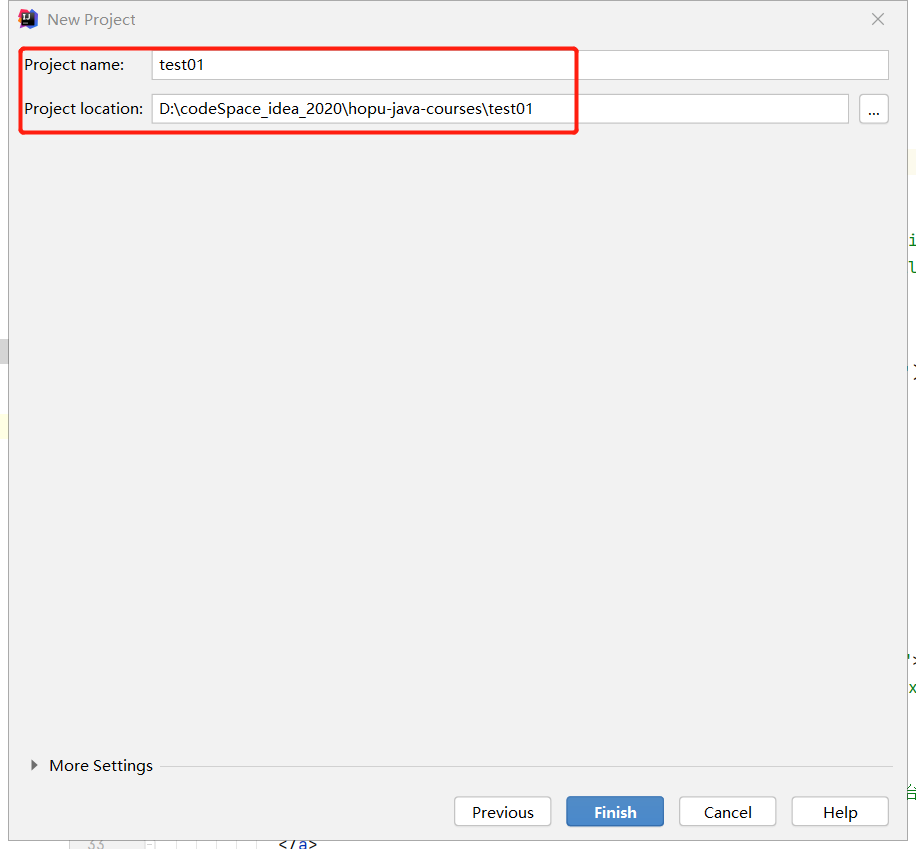 New Project
Project name: test01
Project location: D:\codeSpace_idea_2020\hopu-java-courses\test01 ...
More Settings
Previous Finish Cancel Help
33 </a>